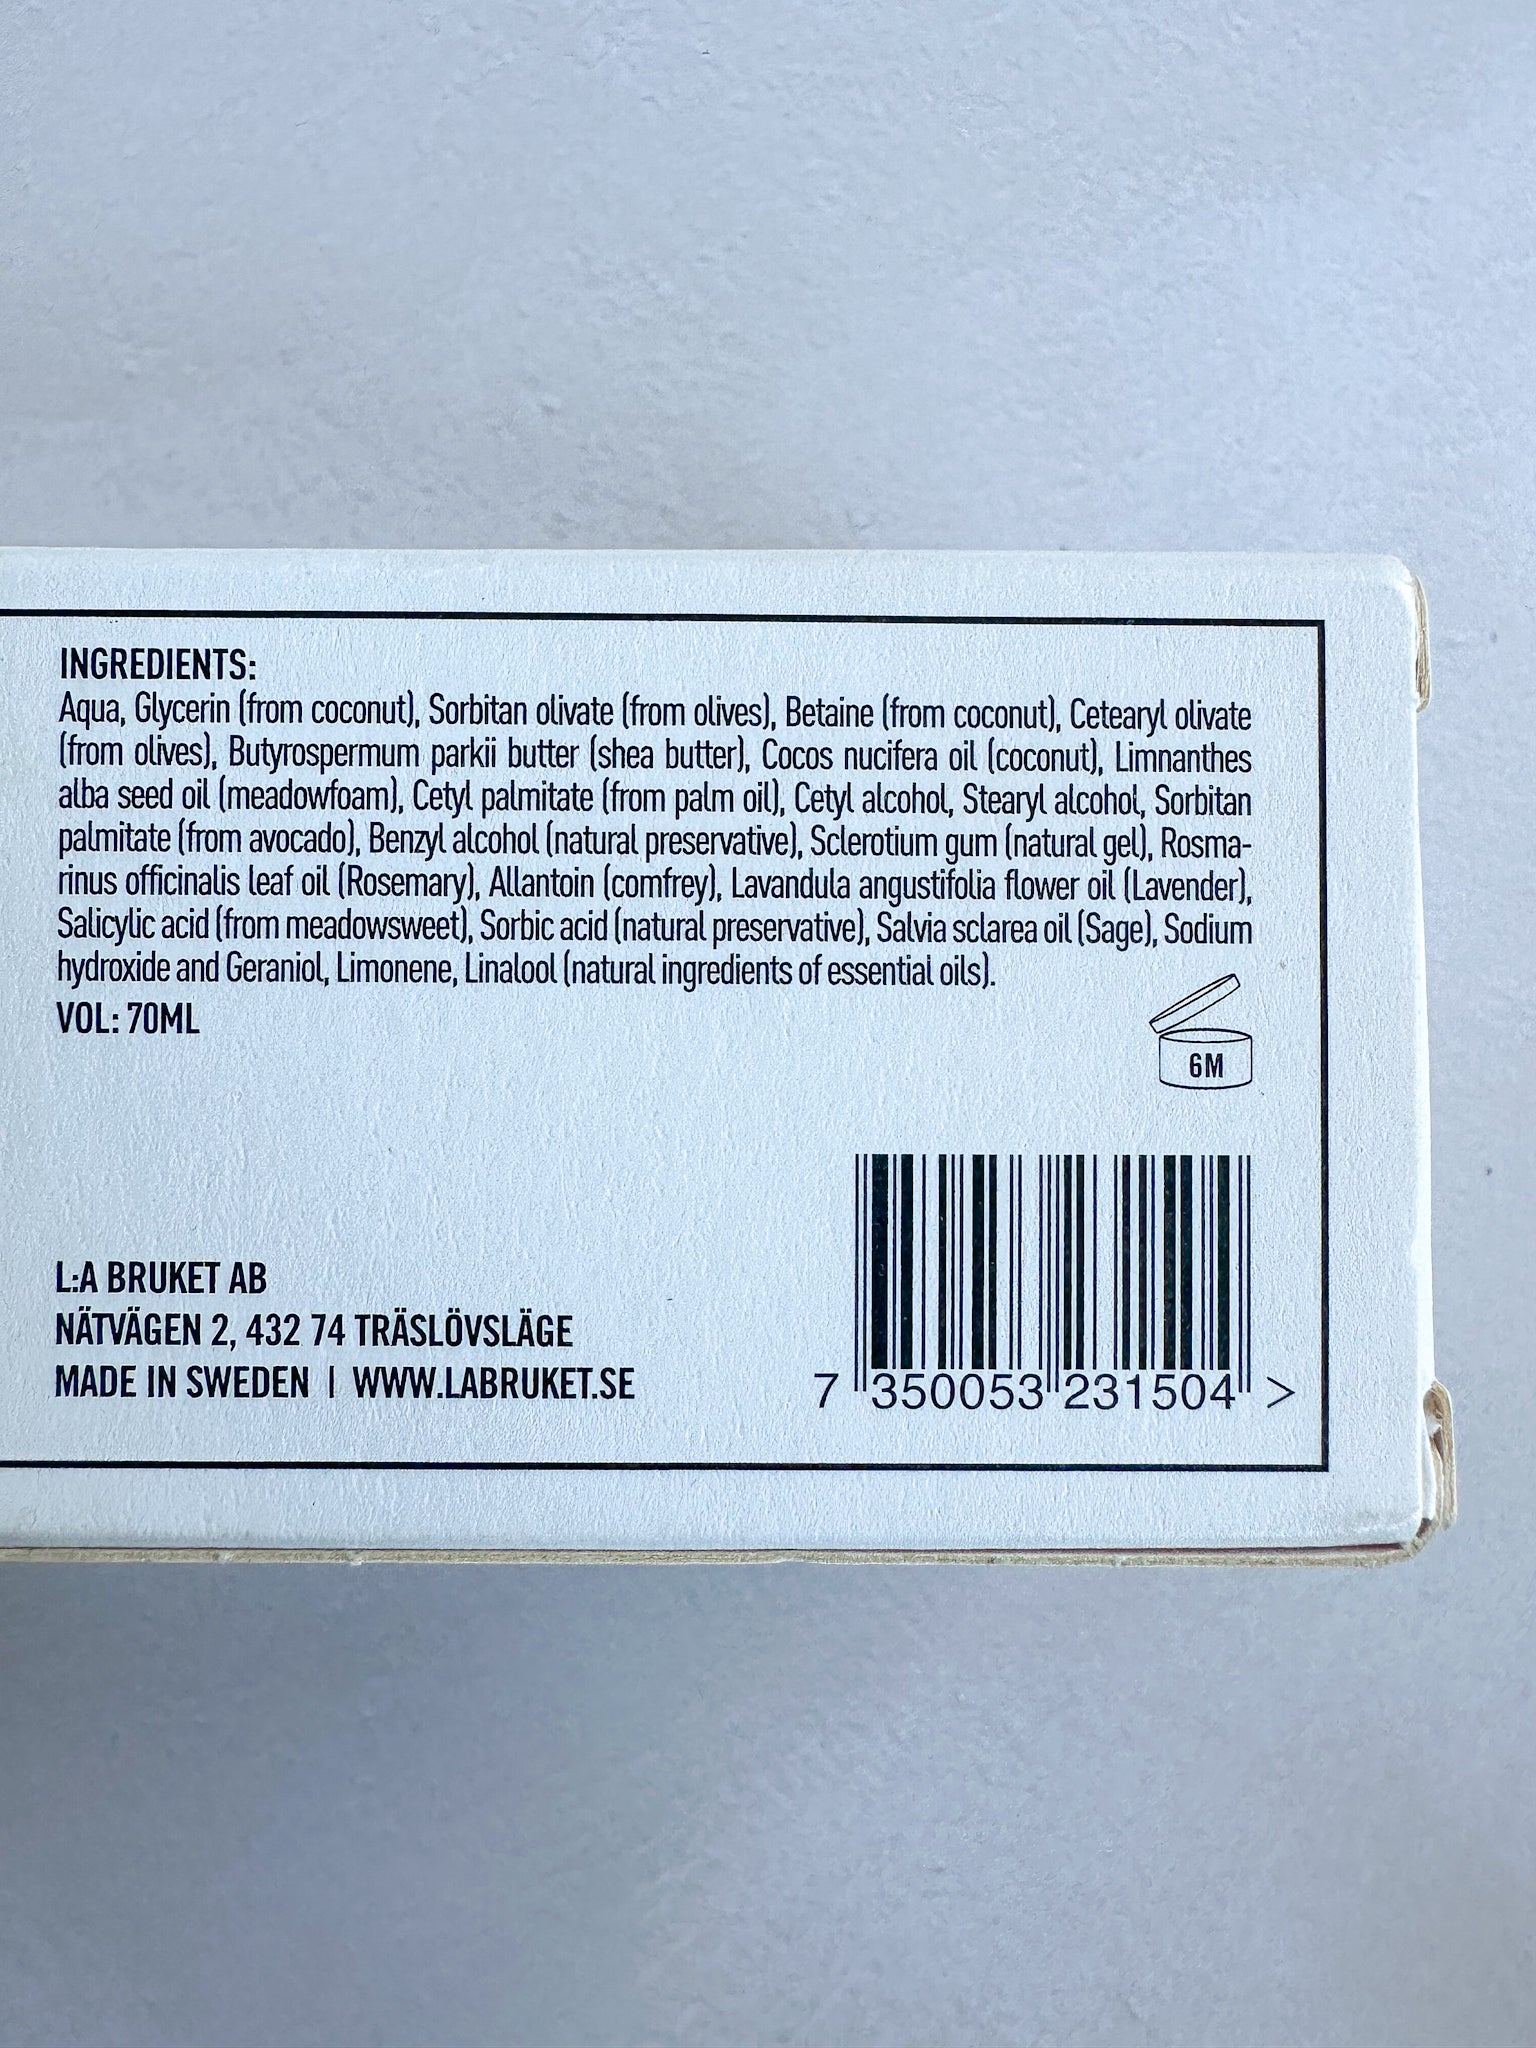 INGREDIENTS:
Aqua, Glycerin (from coconut), Sorbitan olivate (from olives), Betaine (from coconut), Cetearyl olivate
(from olives), Butyrospermum parkii butter (shea butter), Cocos nucifera oil (coconut), Limnanthes
alba seed oil (meadowfoam), Cetyl palmitate (from palm oil), Cetyl alcohol, Stearyl alcohol, Sorbitan
palmitate (from avocado), Benzyl alcohol (natural preservative), Sclerotium gum (natural gel), Rosma-
rinus officinalis leaf oil (Rosemary), Allantoin (comfrey), Lavandula angustifolia flower oil (Lavender),
Salicylic acid (from meadowsweet), Sorbic acid (natural preservative), Salvia sclarea oil (Sage), Sodium
hydroxide and Geraniol, Limonene, Linalool (natural ingredients of essential oils).
VOL: 70ML
6M
L:A BRUKET AB
NÄTVÄGEN 2, 432 74 TRÄSLÖVSLÄGE
MADE IN SWEDEN | WWW.LABRUKET.SE
7 350053 231504 >